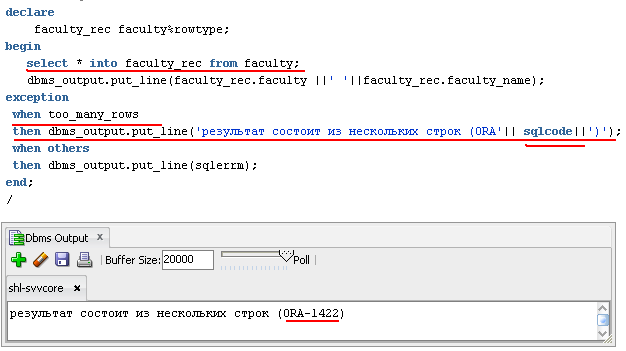 declare
faculty_rec faculty%rowtype;
begin
select * into faculty_rec from faculty;
dbms_output.put_line(faculty_rec.faculty ||' '||faculty_rec.faculty_name);
exception
when too_many_rows
then dbms_output.put_line('результат состоит из нескольких строк (ORA'|| sqlcode||')');
when others
then dbms_output.put_line(sqlerrm);
end;
/
Dbms Output x
Buffer Size: 20000 Poll
shl-svvcore x
результат состоит из нескольких строк (ORA-1422)